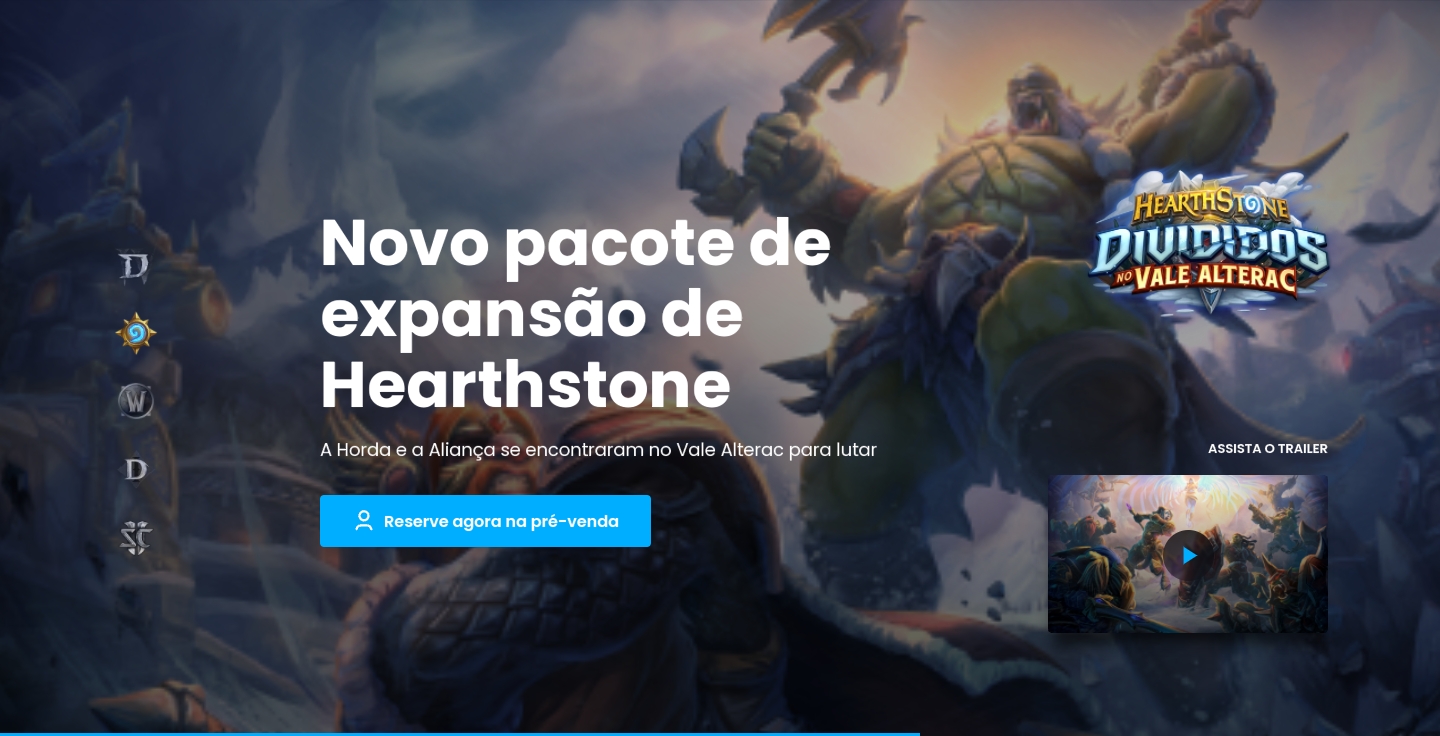 Novo pacote de
expansão de
Hearthstone
A Horda e a Aliança se encontraram no Vale Alterac para lutar
Reserve agora na pré-venda
HEARTHSTONE
DIVIDIDOS
NO VALE ALTERAC
ASSISTA O TRAILER
D
W
D
SC